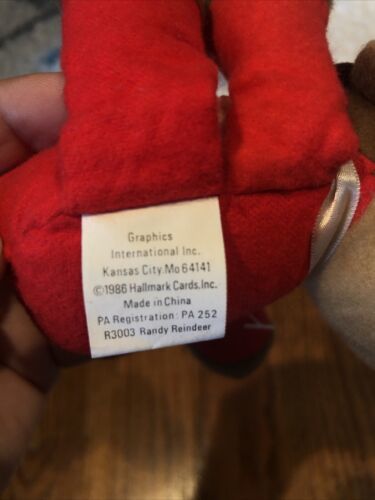 Graphics
International Inc.
Kansas City.Mo 64141
©1986 Hallmark Cards.Inc.
Made in China
PA Registration: PA 252
R3003 Randy Reindeer